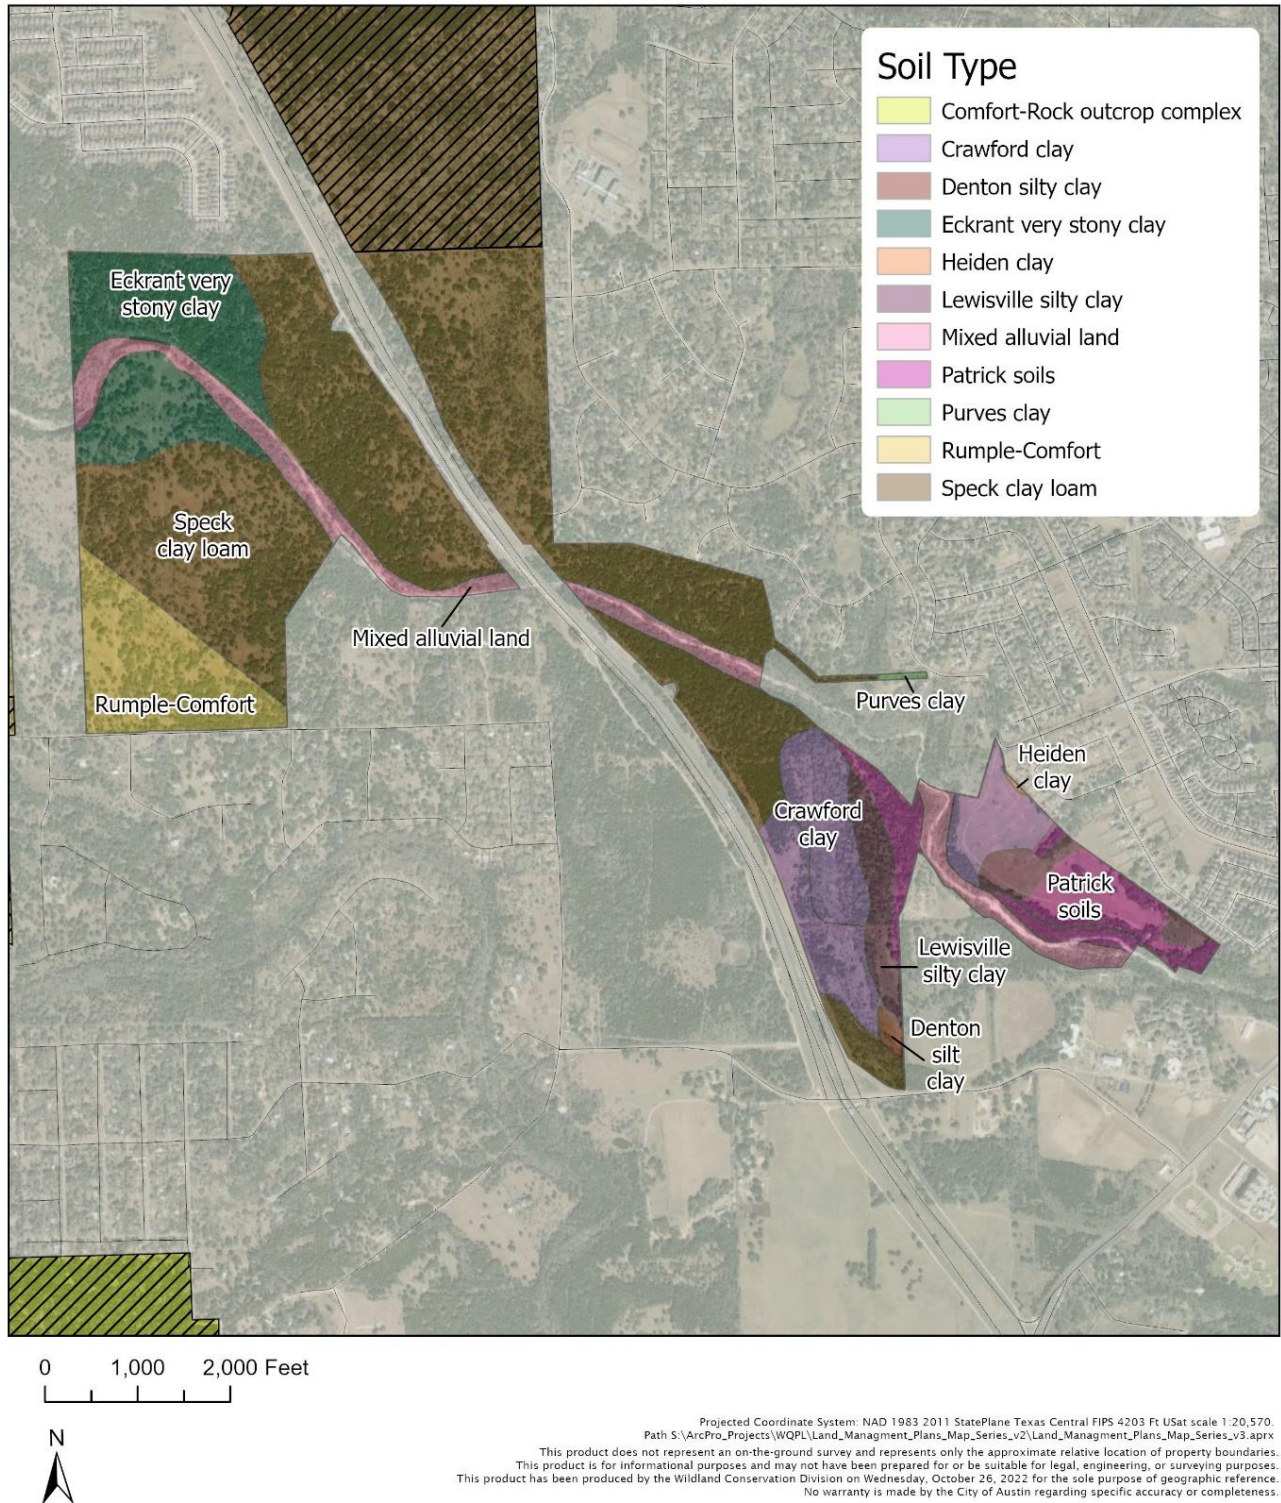 Soil Type
Comfort-Rock outcrop complex
Crawford clay
Denton silty clay
Eckrant very stony clay
Heiden clay
Lewisville silty clay
Mixed alluvial land
Patrick soils
Purves clay
Rumple-Comfort
Speck clay loam
Eckrant very
stony clay
Speck
clay loam
Mixed alluvial land
Rumple-Comfort
Purves clay
Heiden
clay
Crawford
clay
Patrick
soils
Lewisville
silty clay
Denton
silt
clay
0 1,000 2,000 Feet
N
Projected Coordinate System: NAD 1983 2011 StatePlane Texas Central FIPS 4203 Ft USat scale 1:20,570.
Path S:\ArcPro_Projects\WQPL\Land_Managment_Plans_Map_Series_v2\Land_Managment_Plans_Map_Series_v3.aprx
This product does not represent an on-the-ground survey and represents only the approximate relative location of property boundaries.
This product is for informational purposes and may not have been prepared for or be suitable for legal, engineering, or surveying purposes.
This product has been produced by the Wildland Conservation Division on Wednesday, October 26, 2022 for the sole purpose of geographic reference.
No warranty is made by the City of Austin regarding specific accuracy or completeness.